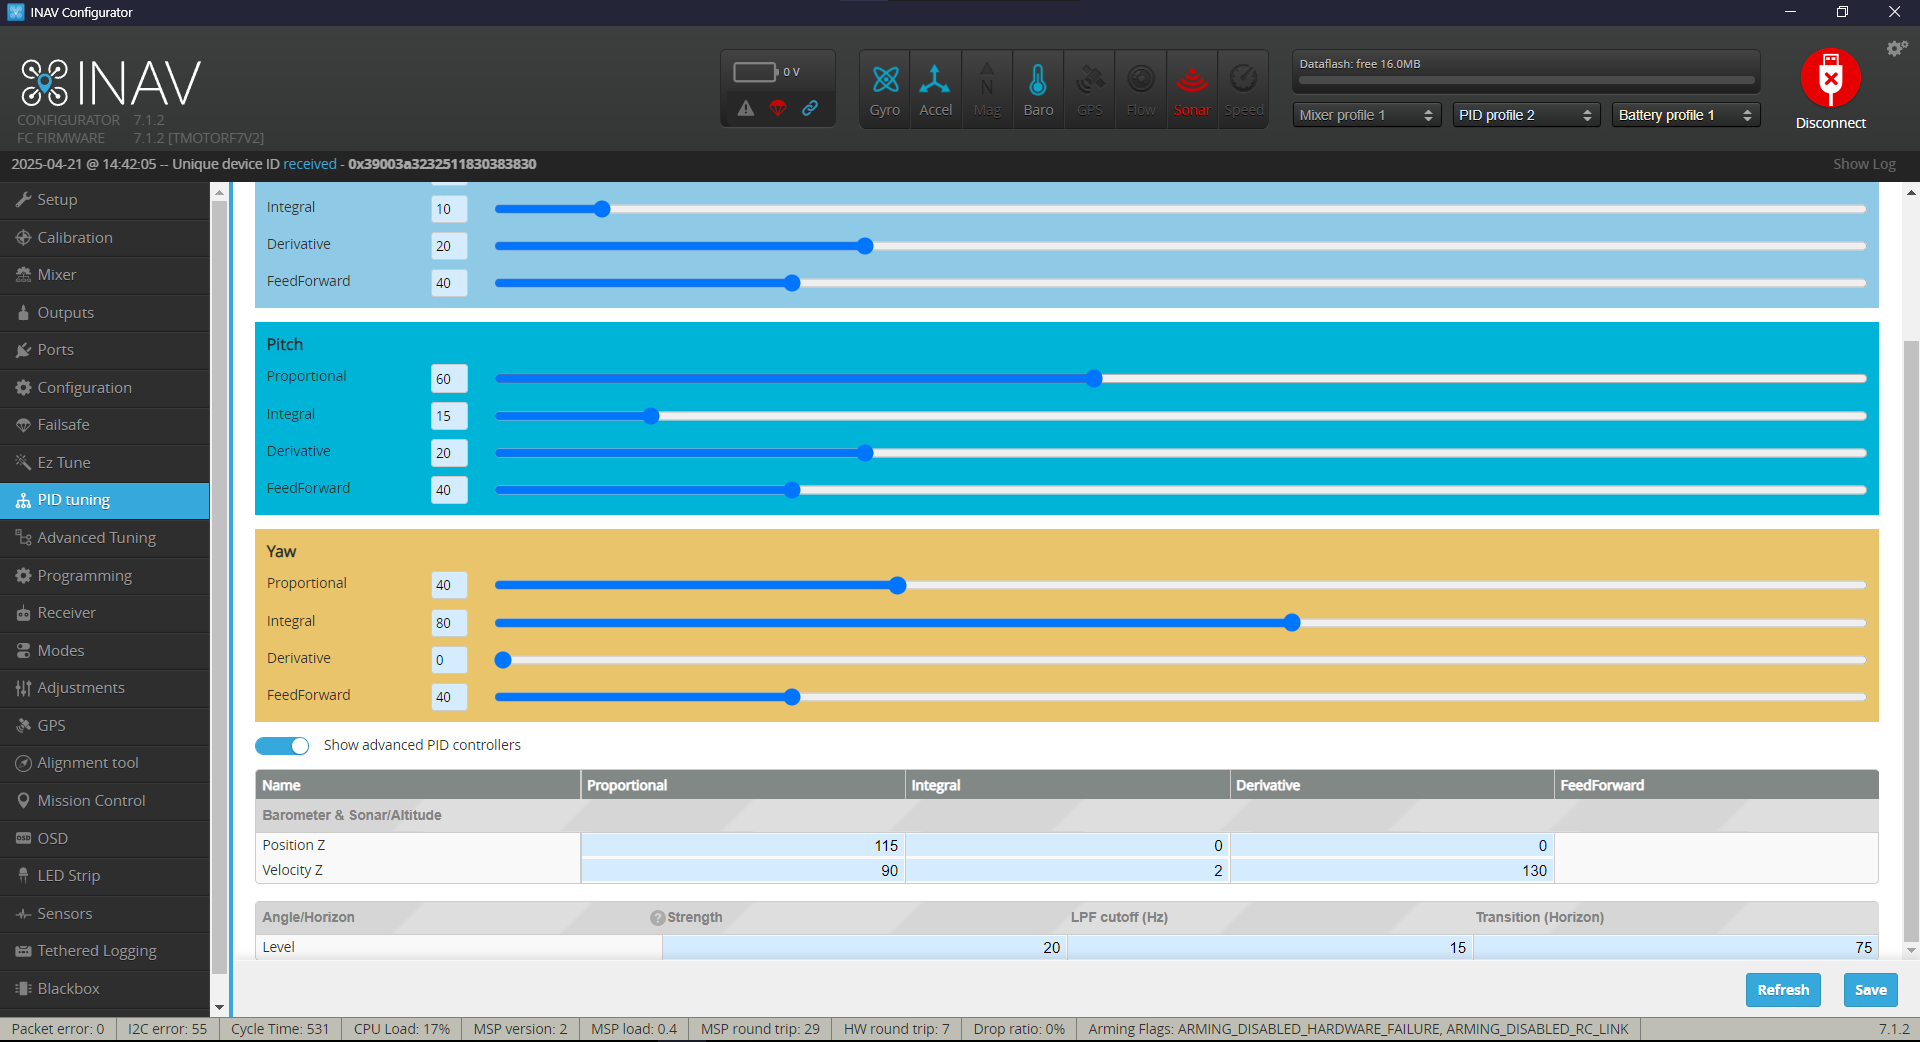 INAV Configurator
INAV
CONFIGURATOR 7.1.2
FC FIRMWARE 7.1.2 [TMOTORF7V2]
0 V
Gyro Accel Mag Baro GPS Flow Sonar Speed
Dataflash: free 16.0MB
Mixer profile 1 PID profile 2 Battery profile 1
Disconnect
2025-04-21 @ 14:42:05 -- Unique device ID received - 0x39003a3232511830383830
Show Log
Setup
Calibration
Mixer
Outputs
Ports
Configuration
Failsafe
Ez Tune
PID tuning
Advanced Tuning
Programming
Receiver
Modes
Adjustments
GPS
Alignment tool
Mission Control
OSD
LED Strip
Sensors
Tethered Logging
Blackbox
Integral 10
Derivative 20
FeedForward 40
Pitch
Proportional 60
Integral 15
Derivative 20
FeedForward 40
Yaw
Proportional 40
Integral 80
Derivative 0
FeedForward 40
Show advanced PID controllers
Name Proportional Integral Derivative FeedForward
Barometer & Sonar/Altitude
Position Z 115 0 0
Velocity Z 90 2 130
Angle/Horizon ? Strength LPF cutoff (Hz) Transition (Horizon)
Level 20 15 75
Refresh Save
Packet error: 0 I2C error: 55 Cycle Time: 531 CPU Load: 17% MSP version: 2 MSP load: 0.4 MSP round trip: 29 HW round trip: 7 Drop ratio: 0% Arming Flags: ARMING_DISABLED_HARDWARE_FAILURE, ARMING_DISABLED_RC_LINK 7.1.2